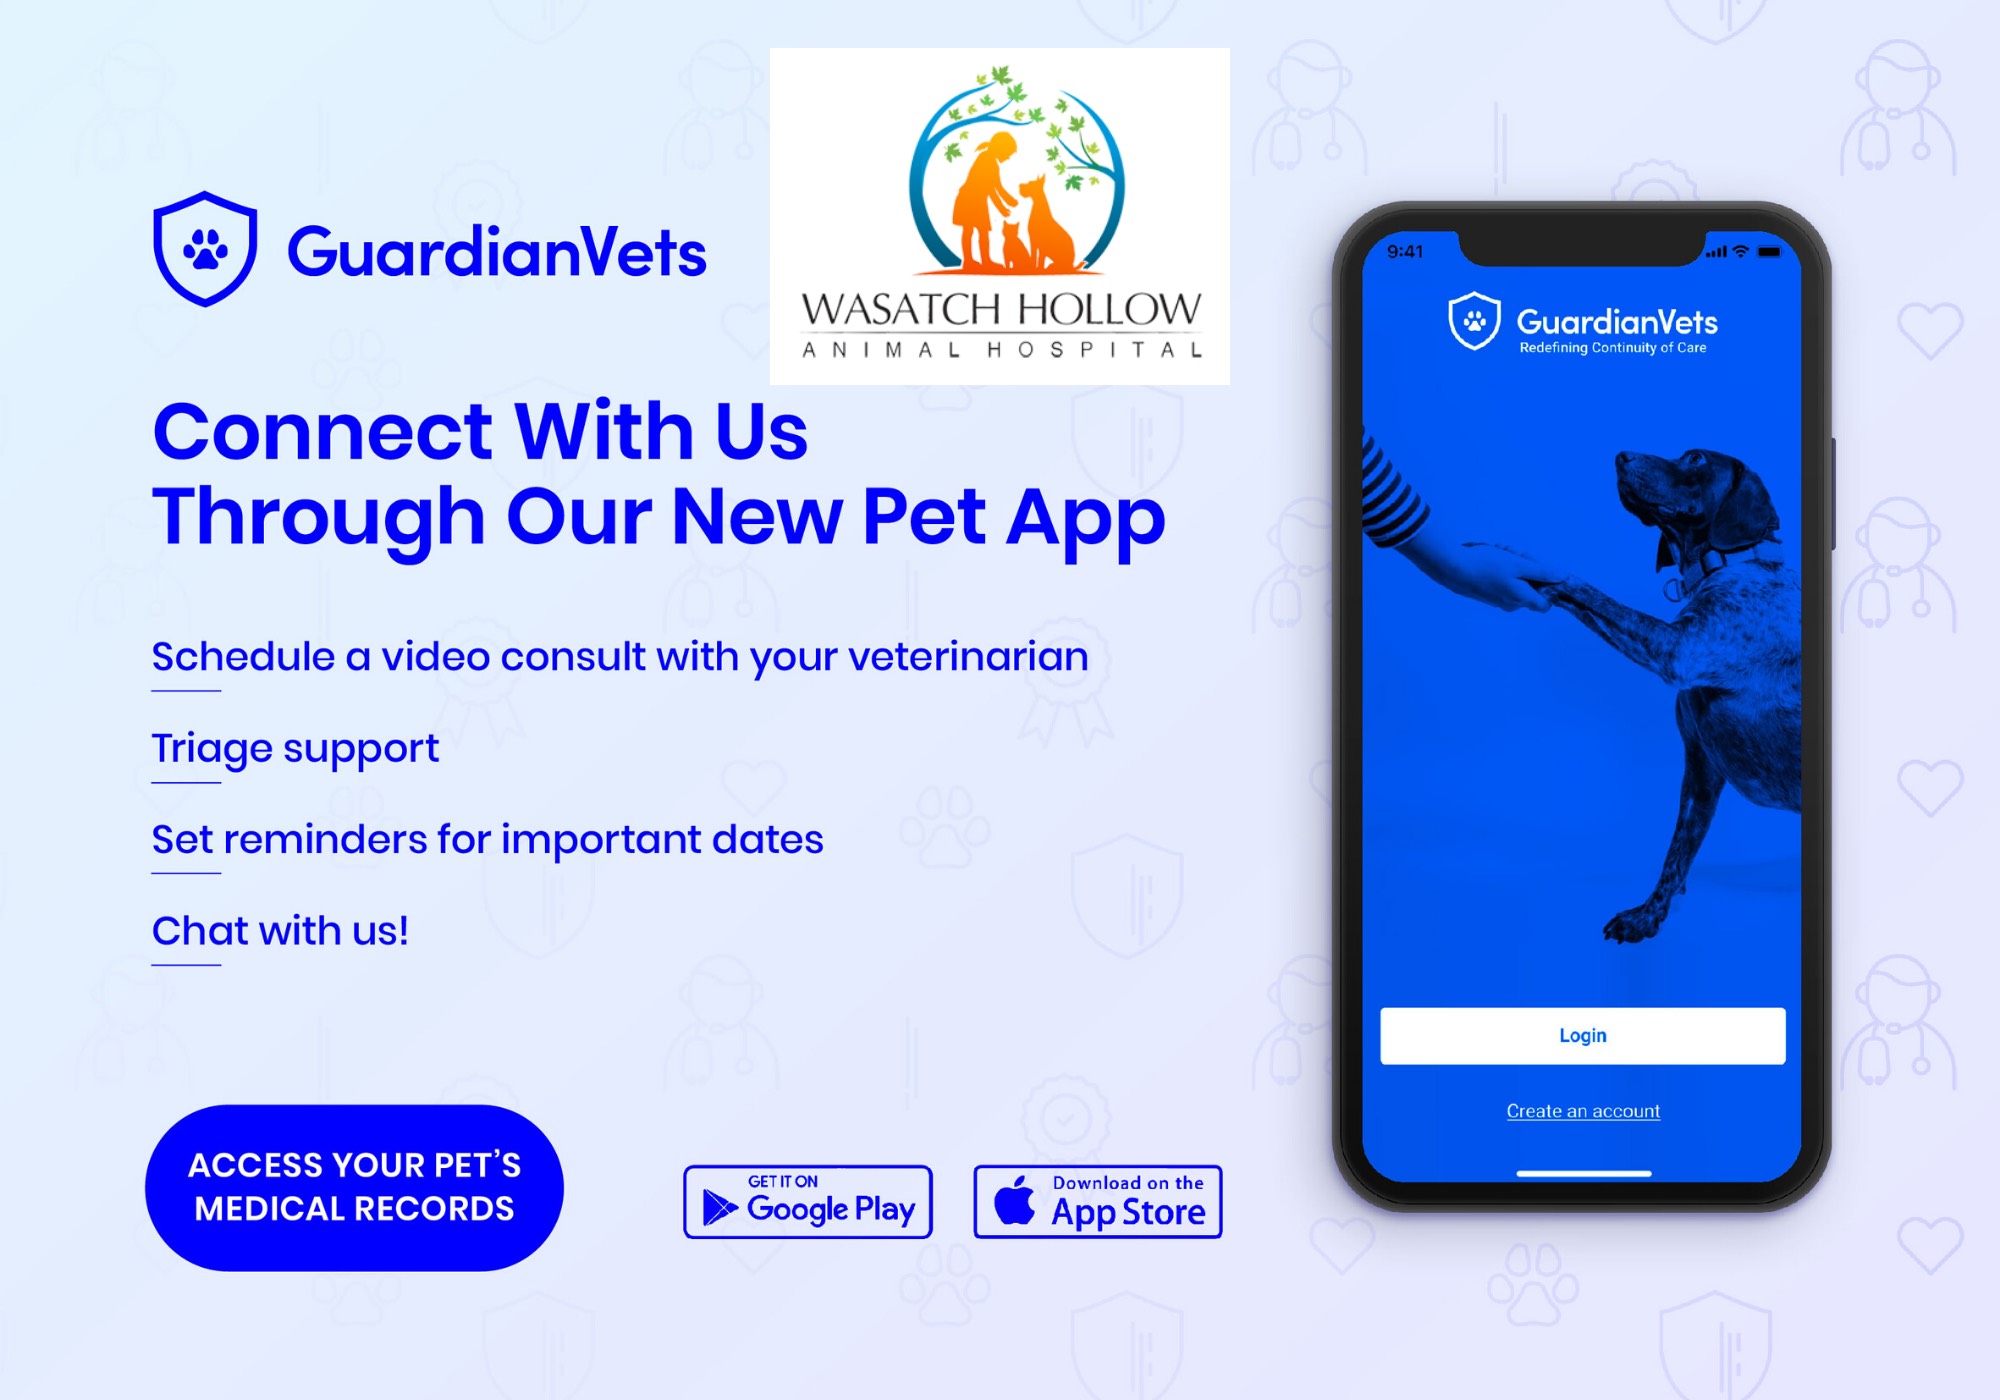 GuardianVets
WASATCH HOLLOW
ANIMAL HOSPITAL
Connect With Us
Through Our New Pet App
Schedule a video consult with your veterinarian
Triage support
Set reminders for important dates
Chat with us!
ACCESS YOUR PET’S
MEDICAL RECORDS
GET IT ON
Google Play
Download on the
App Store
9:41
GuardianVets
Redefining Continuity of Care
Login
Create an account